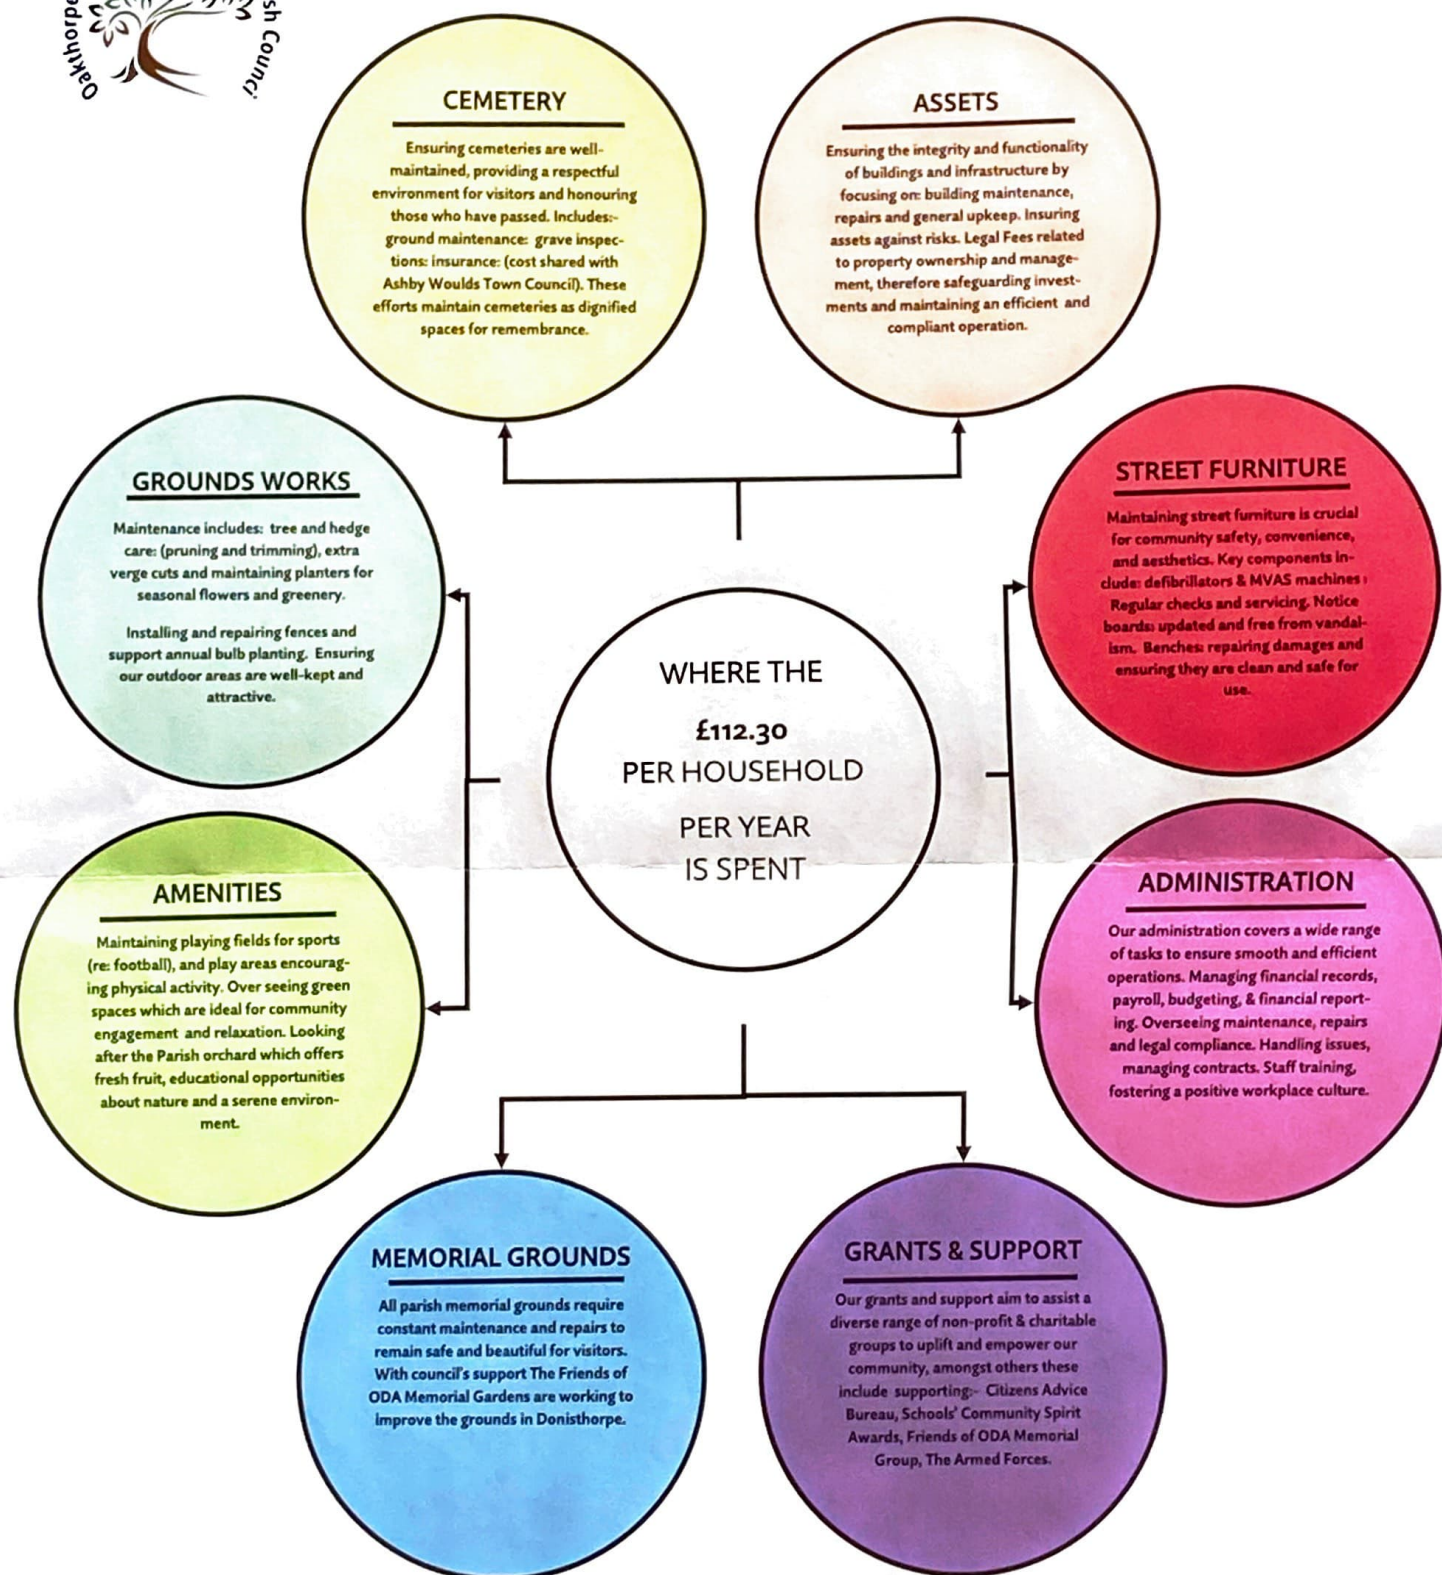 Oakthorpe
sh Counci
CEMETERY
Ensuring cemeteries are well-
maintained, providing a respectful
environment for visitors and honouring
those who have passed. Includes:-
ground maintenance: grave inspec-
tions: insurance: (cost shared with
Ashby Woulds Town Council). These
efforts maintain cemeteries as dignified
spaces for remembrance.
ASSETS
Ensuring the integrity and functionality
of buildings and infrastructure by
focusing on: building maintenance,
repairs and general upkeep. Insuring
assets against risks. Legal Fees related
to property ownership and manage-
ment, therefore safeguarding invest-
ments and maintaining an efficient and
compliant operation.
GROUNDS WORKS
Maintenance includes: tree and hedge
care: (pruning and trimming), extra
verge cuts and maintaining planters for
seasonal flowers and greenery.
Installing and repairing fences and
support annual bulb planting. Ensuring
our outdoor areas are well-kept and
attractive.
STREET FURNITURE
Maintaining street furniture is crucial
for community safety, convenience,
and aesthetics. Key components in-
clude: defibrillators & MVAS machines :
Regular checks and servicing. Notice
boards: updated and free from vandal-
ism. Benches: repairing damages and
ensuring they are clean and safe for
use.
WHERE THE
£112.30
PER HOUSEHOLD
PER YEAR
IS SPENT
AMENITIES
Maintaining playing fields for sports
(re: football), and play areas encourag-
ing physical activity. Over seeing green
spaces which are ideal for community
engagement and relaxation. Looking
after the Parish orchard which offers
fresh fruit, educational opportunities
about nature and a serene environ-
ment.
ADMINISTRATION
Our administration covers a wide range
of tasks to ensure smooth and efficient
operations. Managing financial records,
payroll, budgeting, & financial report-
ing. Overseeing maintenance, repairs
and legal compliance. Handling issues,
managing contracts. Staff training,
fostering a positive workplace culture.
MEMORIAL GROUNDS
All parish memorial grounds require
constant maintenance and repairs to
remain safe and beautiful for visitors.
With council's support The Friends of
ODA Memorial Gardens are working to
improve the grounds in Donisthorpe.
GRANTS & SUPPORT
Our grants and support aim to assist a
diverse range of non-profit & charitable
groups to uplift and empower our
community, amongst others these
include supporting:- Citizens Advice
Bureau, Schools' Community Spirit
Awards, Friends of ODA Memorial
Group, The Armed Forces.